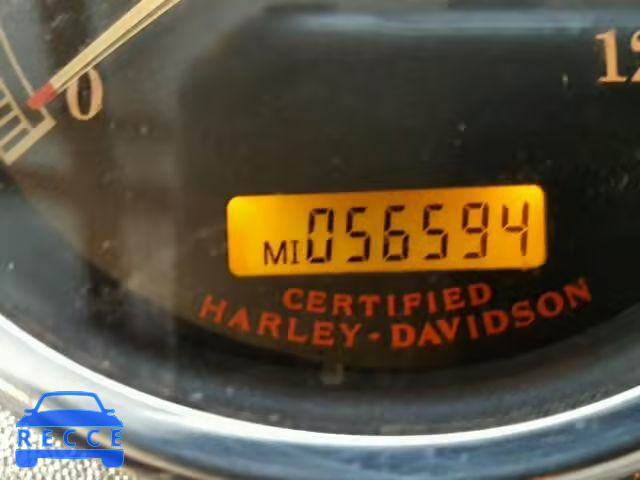 0
MI 056594
CERTIFIED
HARLEY-DAVIDSON
RECCE